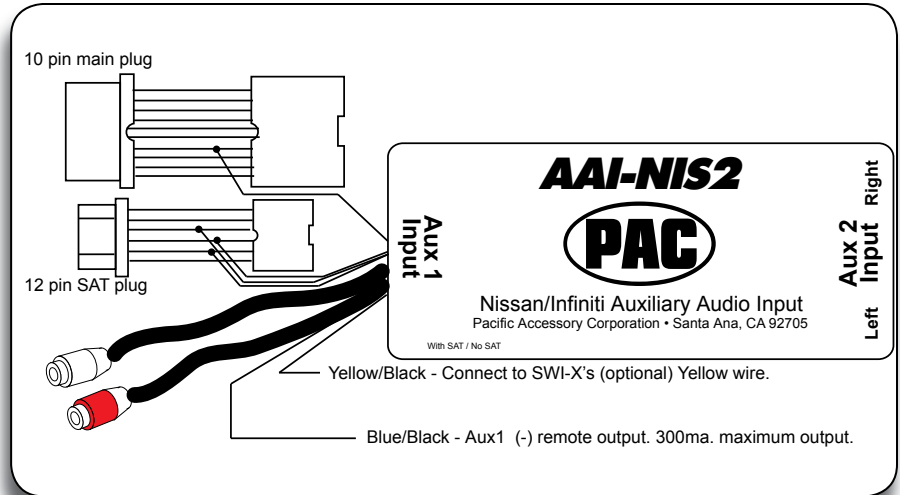 10 pin main plug
12 pin SAT plug
Aux 1
Input
AAI-NIS2
PAC
Nissan/Infiniti Auxiliary Audio Input
Pacific Accessory Corporation • Santa Ana, CA 92705
With SAT / No SAT
Aux 2
Input
Left
Right
Yellow/Black - Connect to SWI-X's (optional) Yellow wire.
Blue/Black - Aux1 (-) remote output. 300ma. maximum output.